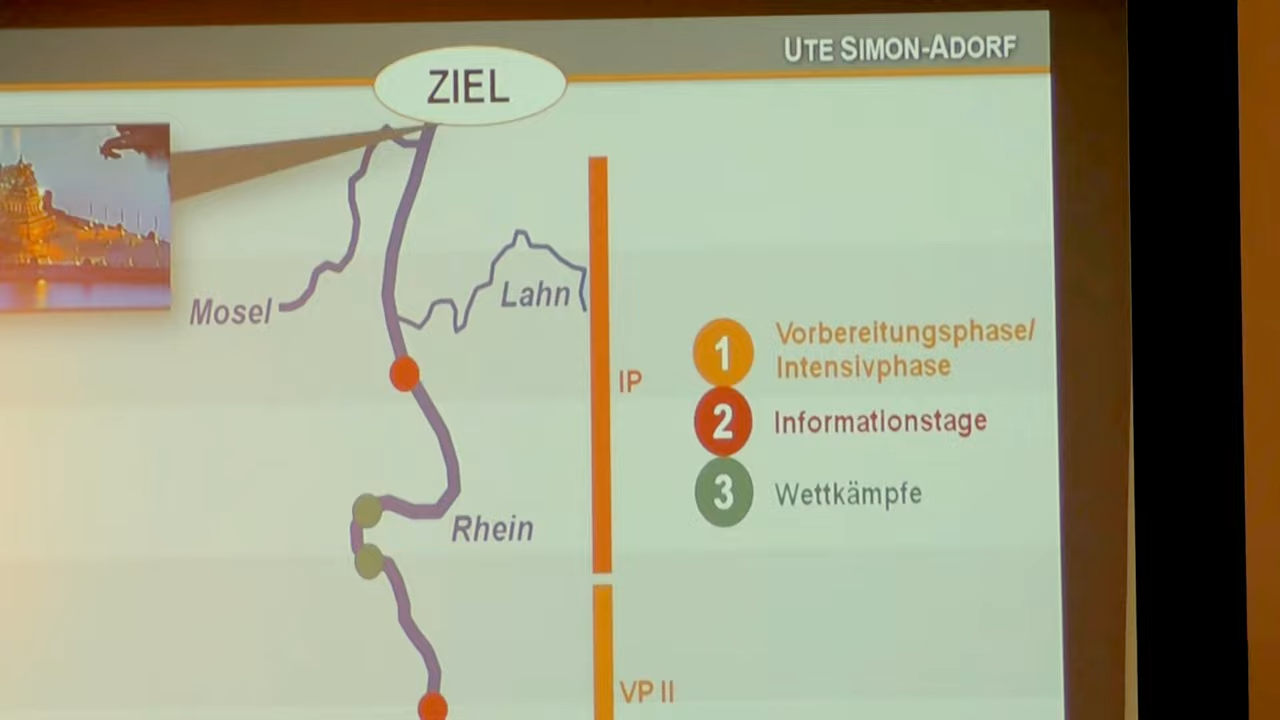 UTE SIMON-ADORF
ZIEL
Mosel
Lahn
IP
1 Vorbereitungsphase/
Intensivphase
2 Informationstage
3 Wettkämpfe
Rhein
VP II